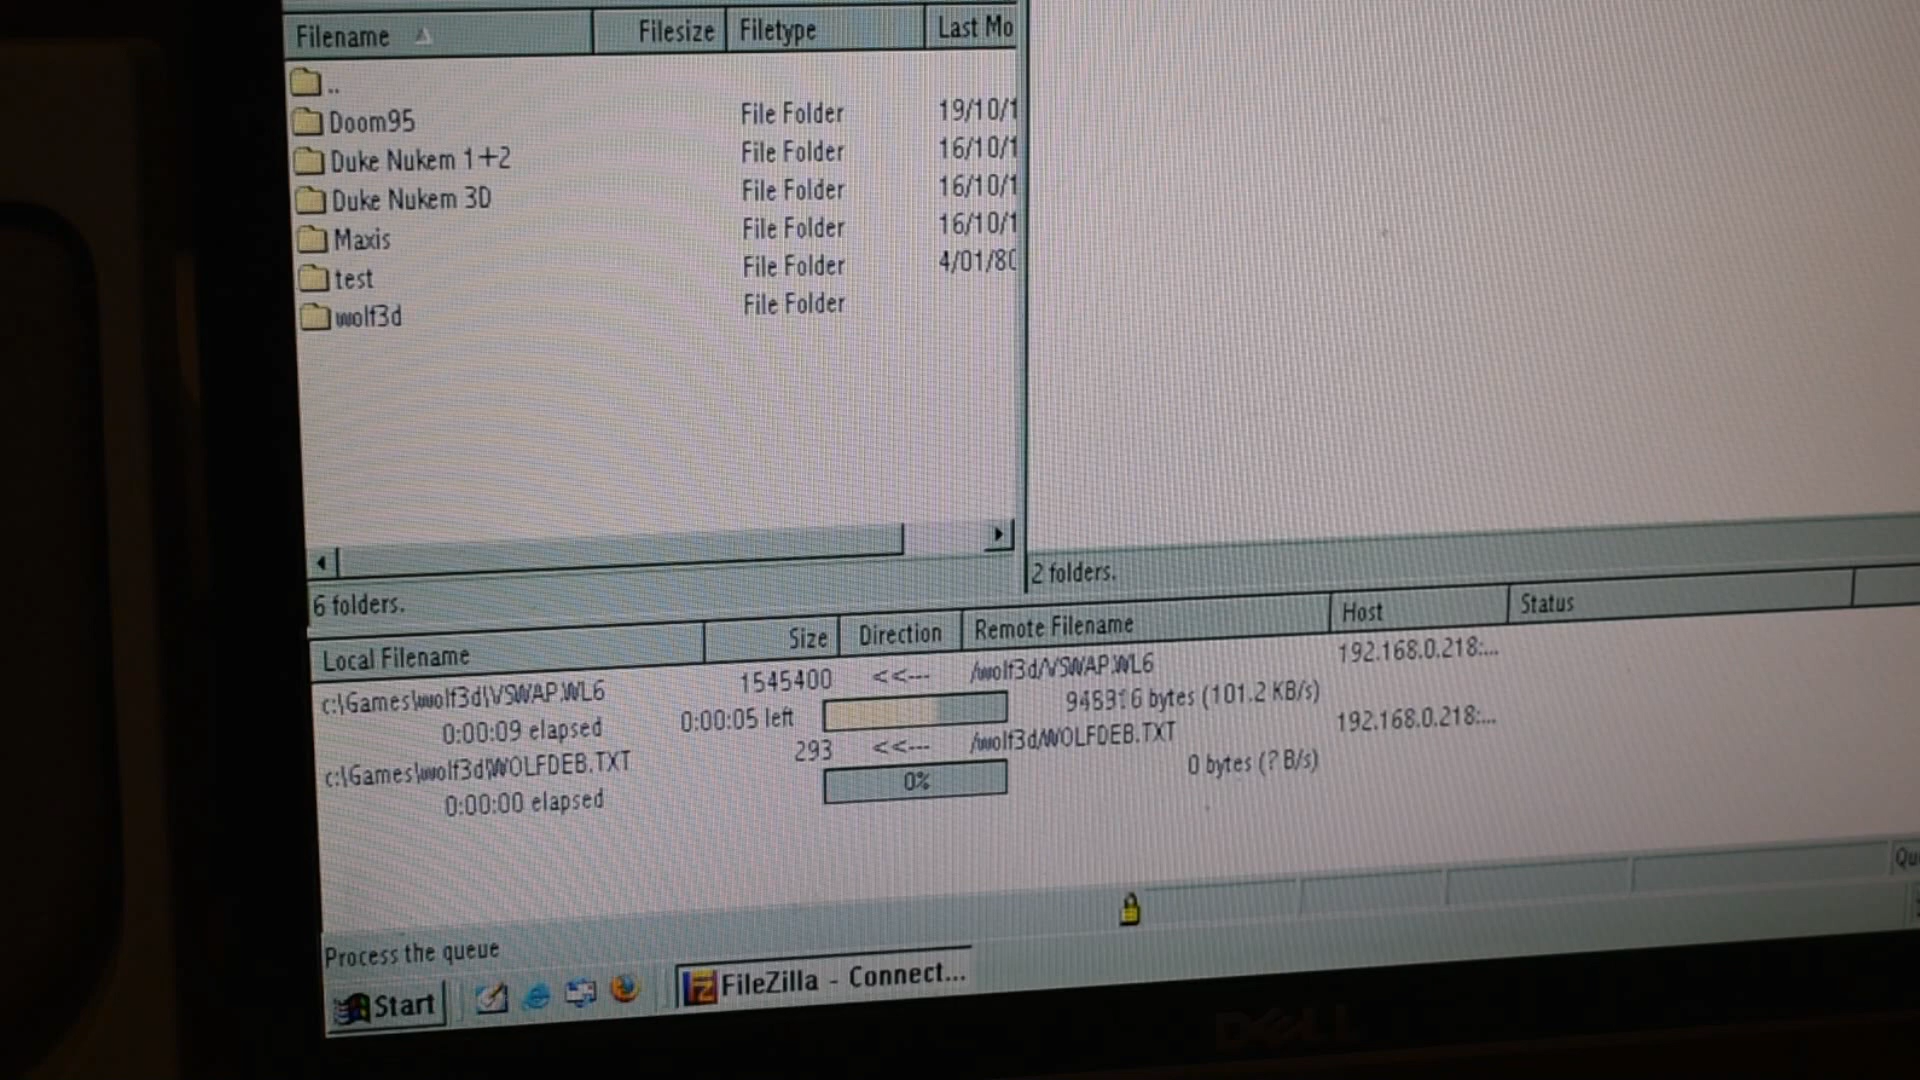 Filename Filesize Filetype Last Mo
..
Doom95 File Folder 19/10/1
Duke Nukem 1+2 File Folder 16/10/1
Duke Nukem 3D File Folder 16/10/1
Maxis File Folder 16/10/1
test File Folder 4/01/80
wolf3d File Folder
6 folders.
2 folders.
Local Filename Size Direction Remote Filename Host Status
c:\Games\wolf3d\VSWAP.WL6 1545400 <<--- /wolf3d/VSWAP.WL6 192.168.0.218:...
0:00:09 elapsed 0:00:05 left bytes (101.2 KB/s)
c:\Games\wolf3d\WOLFDEB.TXT 293 <<--- /wolf3d/WOLFDEB.TXT 192.168.0.218:...
0:00:00 elapsed 0% 0 bytes (? B/s)
Qu
Process the queue
Start FileZilla - Connect...
DELL